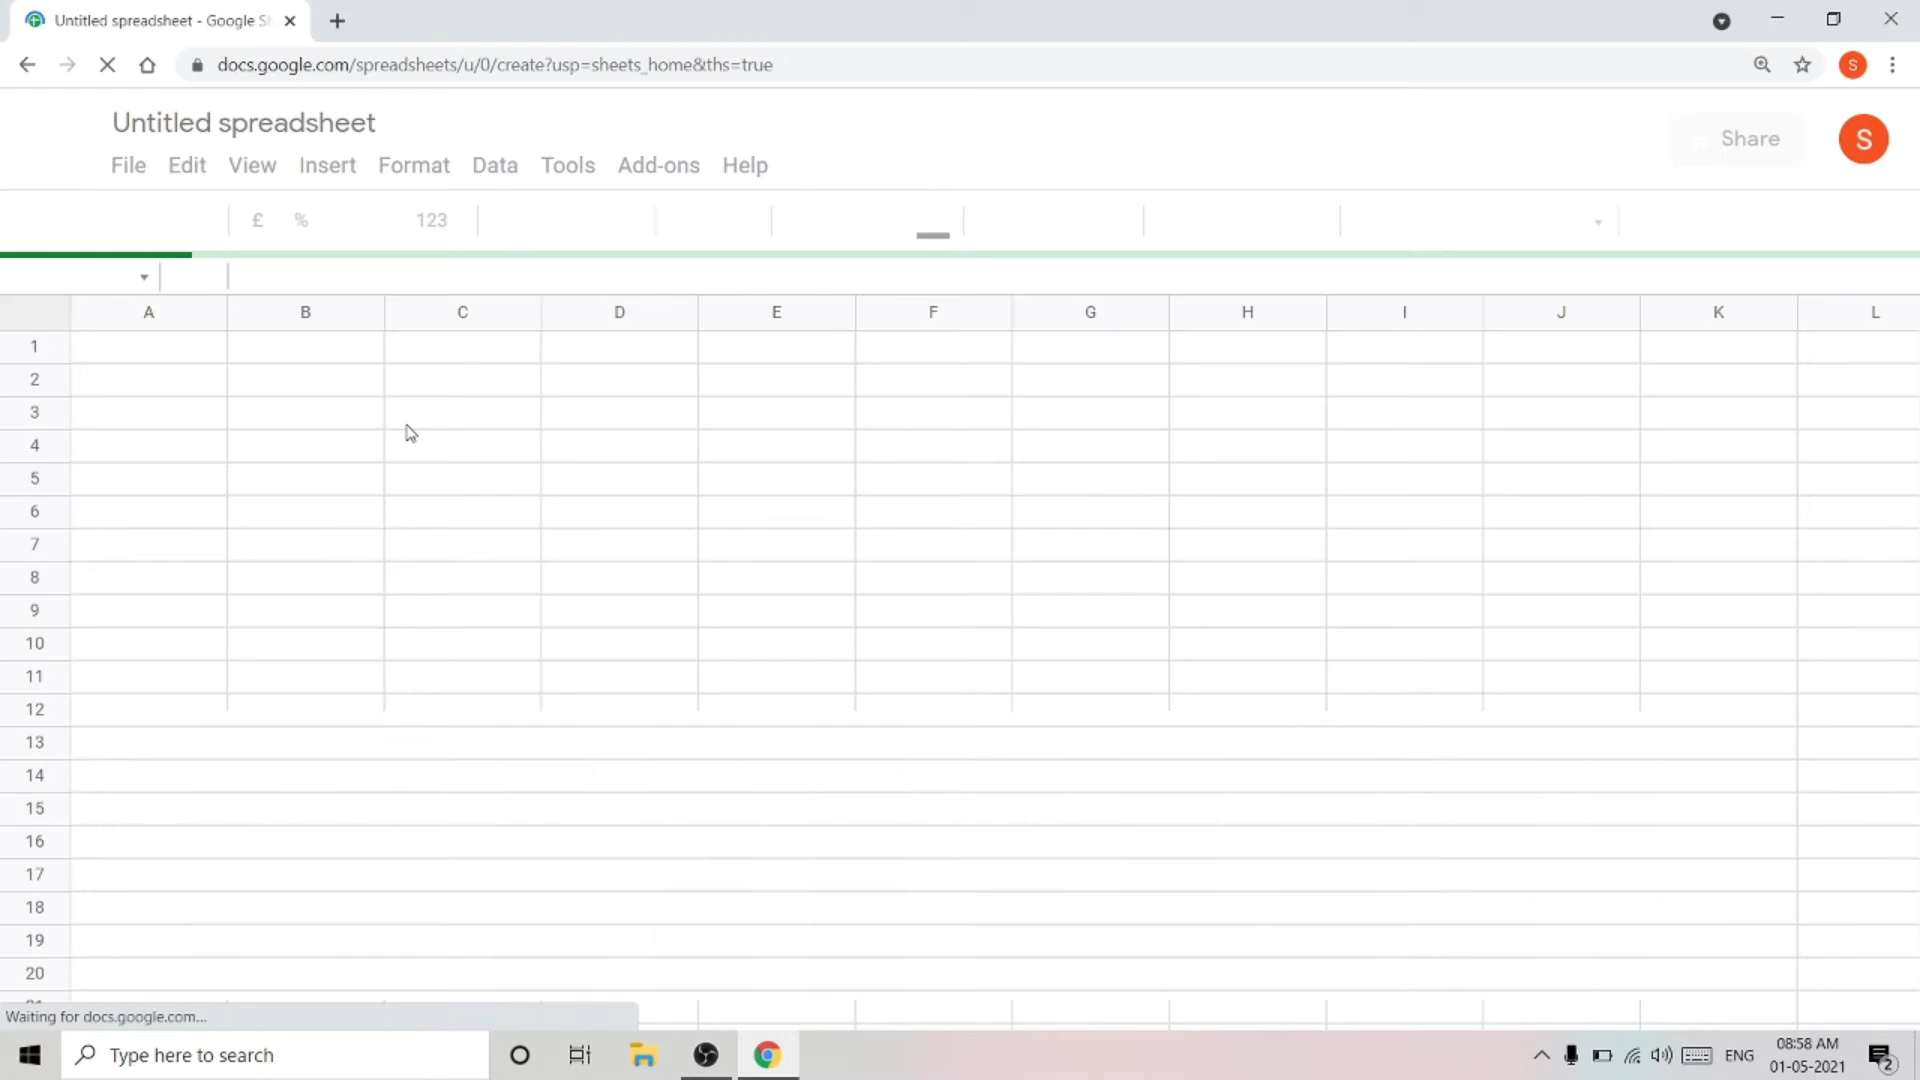 Untitled spreadsheet - Google S
docs.google.com/spreadsheets/u/0/create?usp=sheets_home&ths=true
S
Untitled spreadsheet
Share
S
File Edit View Insert Format Data Tools Add-ons Help
£ % 123
A B C D E F G H I J K L
1
2
3
4
5
6
7
8
9
10
11
12
13
14
15
16
17
18
19
20
Waiting for docs.google.com...
Type here to search
ENG
08:58 AM
01-05-2021
2